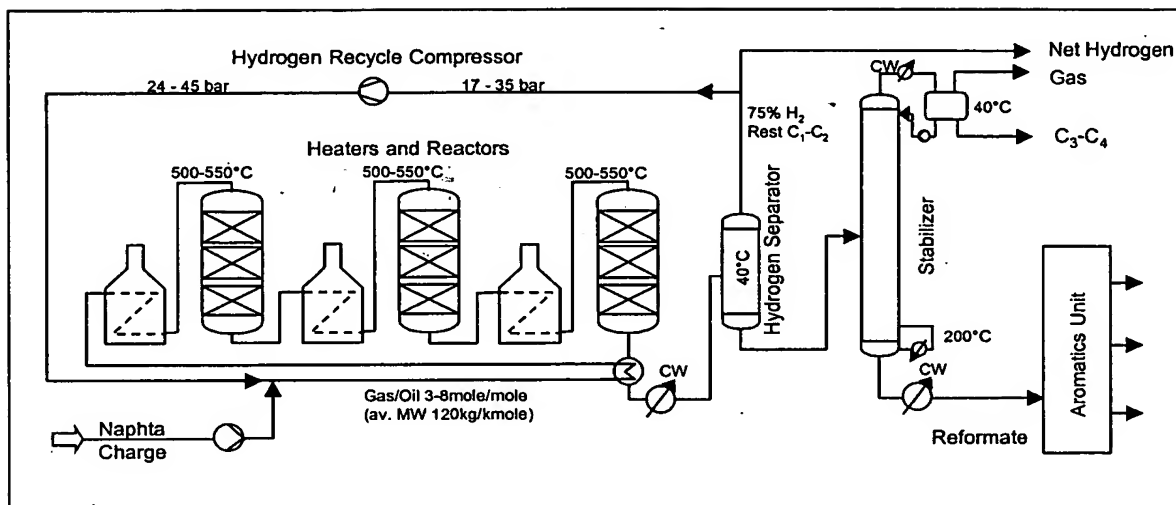 Hydrogen Recycle Compressor
24 - 45 bar
17 - 35 bar
Net Hydrogen
CW
Gas
40°C
75% H₂
Rest C₁-C₂
C₃-C₄
Heaters and Reactors
500-550°C
500-550°C
500-550°C
Hydrogen Separator
40°C
Stabilizer
200°C
CW
CW
Gas/Oil 3-8mole/mole
(av. MW 120kg/kmole)
Naphta
Charge
Reformate
Aromatics Unit